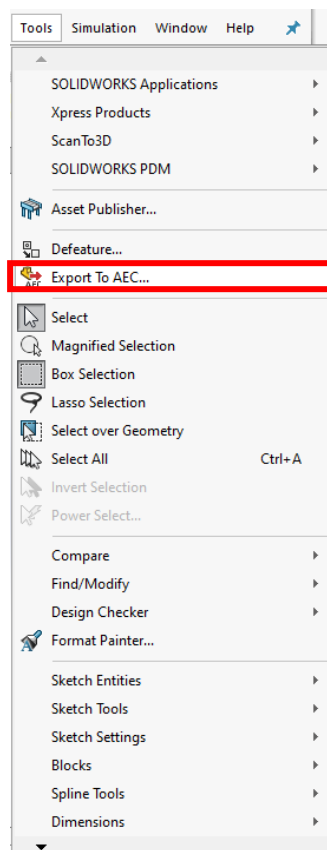 Tools Simulation Window Help
SOLIDWORKS Applications
Xpress Products
ScanTo3D
SOLIDWORKS PDM
Asset Publisher...
Defeature...
AEC Export To AEC...
Select
Magnified Selection
Box Selection
Lasso Selection
Select over Geometry
Select All Ctrl+A
Invert Selection
Power Select...
Compare
Find/Modify
Design Checker
Format Painter...
Sketch Entities
Sketch Tools
Sketch Settings
Blocks
Spline Tools
Dimensions